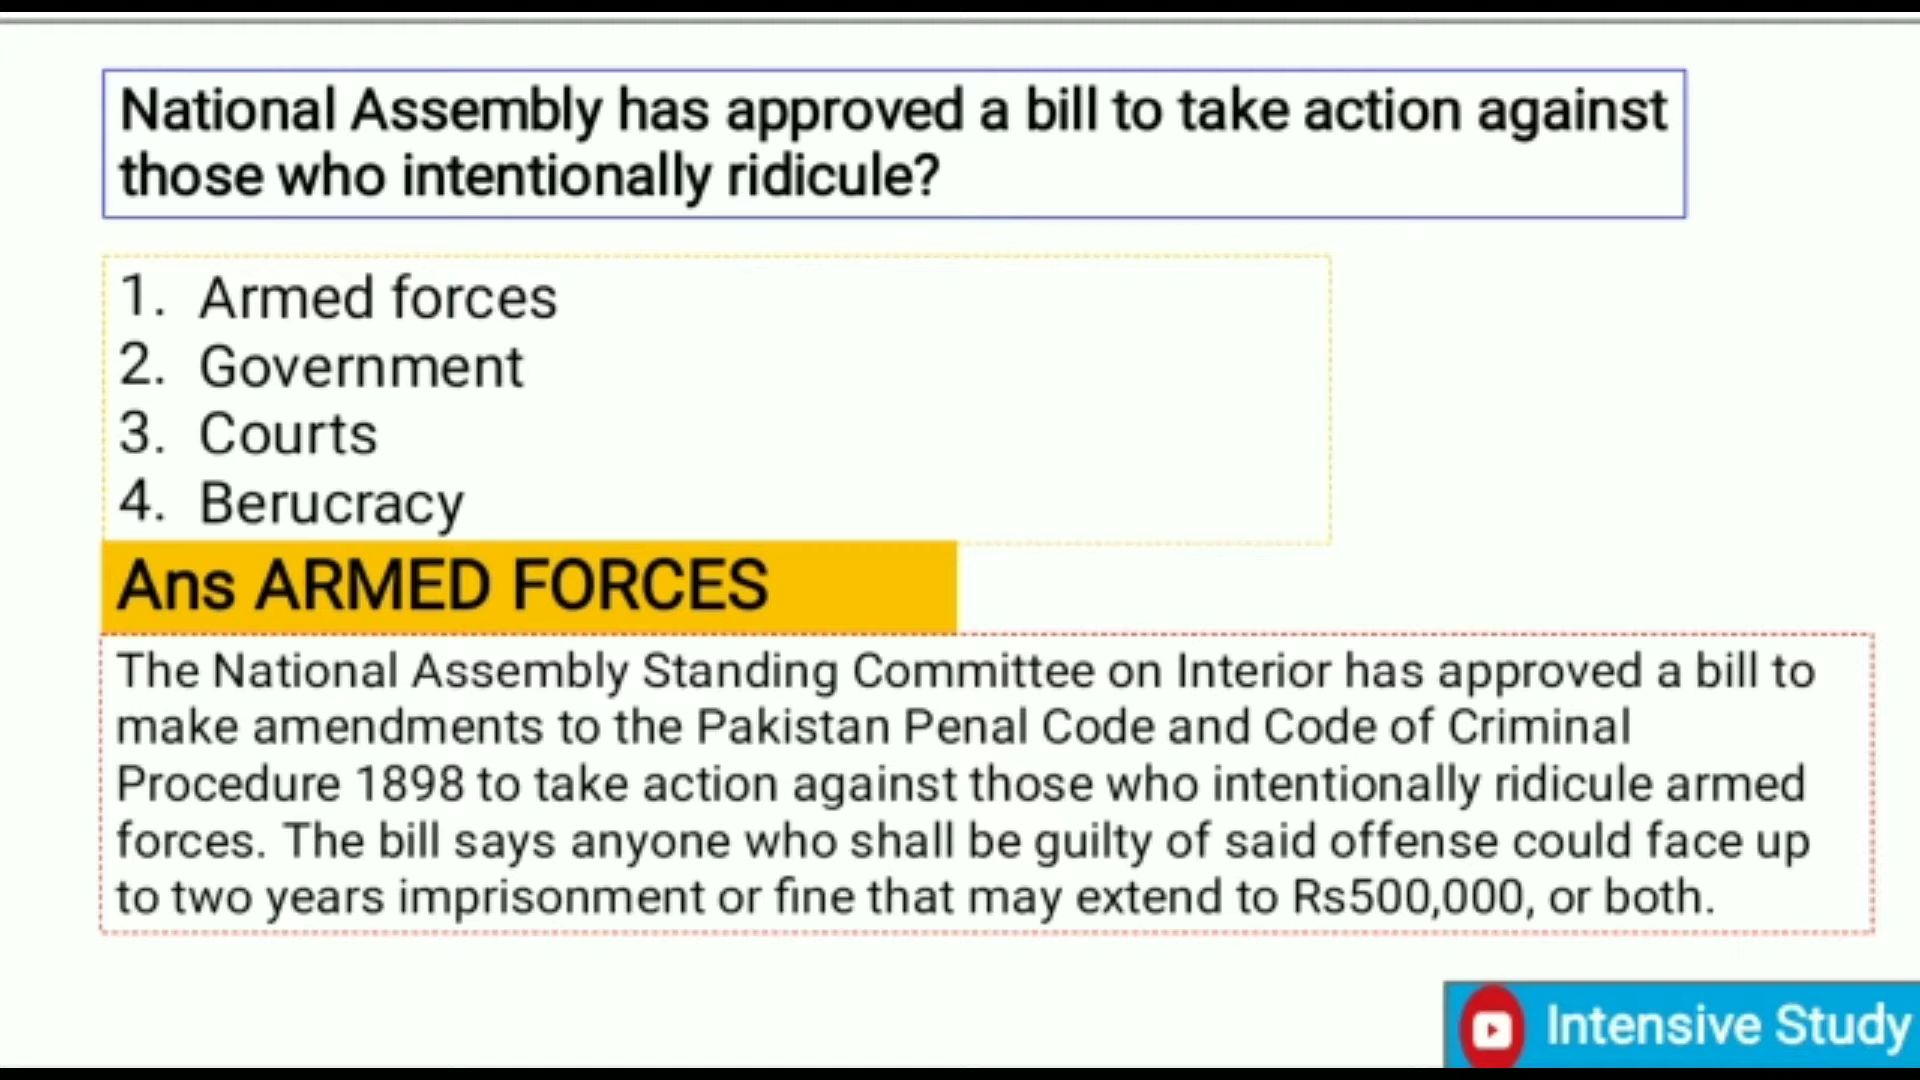 National Assembly has approved a bill to take action against
those who intentionally ridicule?
1. Armed forces
2. Government
3. Courts
4. Berucracy
Ans ARMED FORCES
The National Assembly Standing Committee on Interior has approved a bill to
make amendments to the Pakistan Penal Code and Code of Criminal
Procedure 1898 to take action against those who intentionally ridicule armed
forces. The bill says anyone who shall be guilty of said offense could face up
to two years imprisonment or fine that may extend to Rs500,000, or both.
Intensive Study